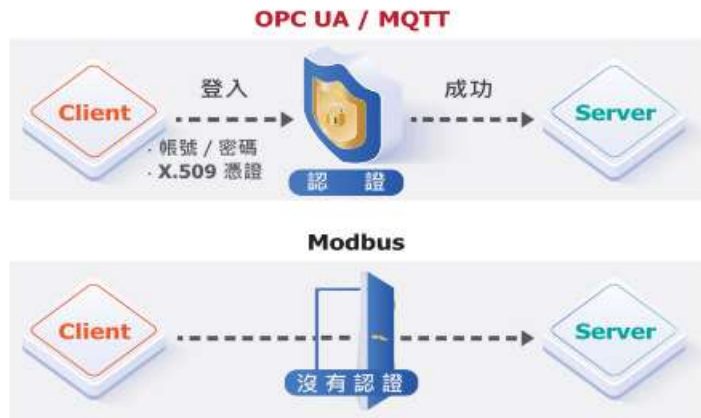 OPC UA / MQTT
Client
登入
· 帳號 / 密碼
· X.509 憑證
認 證
成功
Server
Modbus
Client
沒有認證
Server